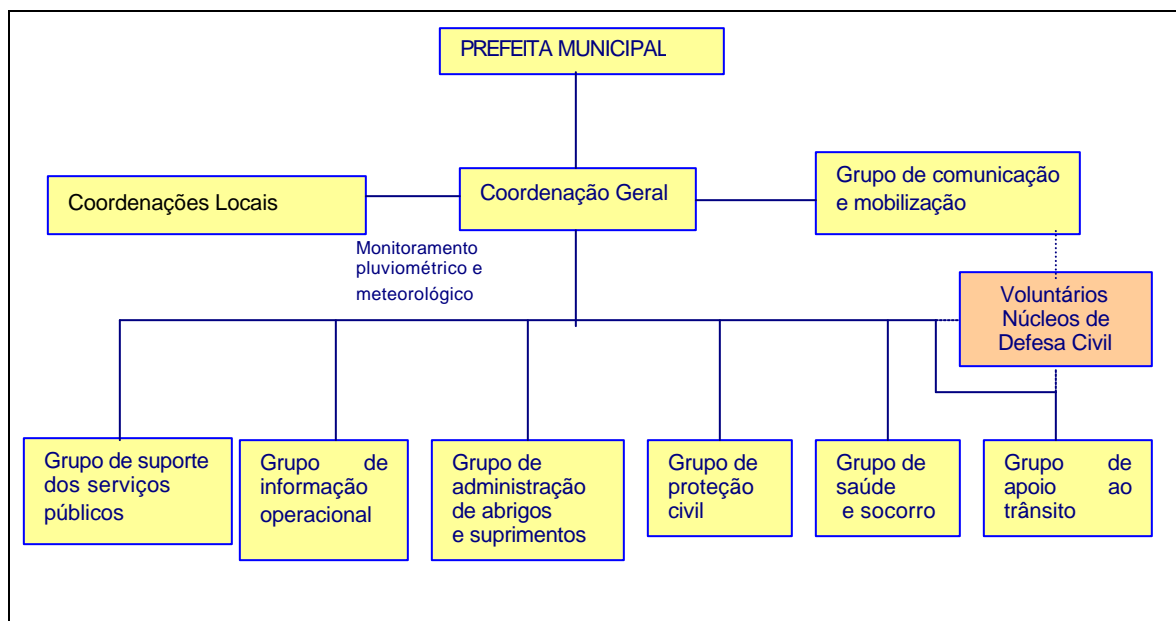 PREFEITA MUNICIPAL
Coordenações Locais
Coordenação Geral
Grupo de comunicação
e mobilização
Monitoramento
pluviométrico e
meteorológico
Voluntários
Núcleos de
Defesa Civil
Grupo de suporte
dos serviços
públicos
Grupo de
informação
operacional
Grupo de
administração
de abrigos
e suprimentos
Grupo de
proteção
civil
Grupo de
saúde
e socorro
Grupo de
apoio ao
trânsito